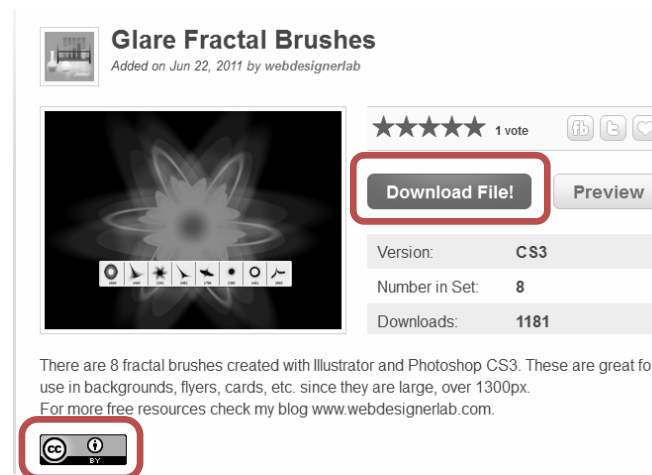 Glare Fractal Brushes
Added on Jun 22, 2011 by webdesignerlab
1 vote
Download File!
Preview
Version: CS3
Number in Set: 8
Downloads: 1181
There are 8 fractal brushes created with Illustrator and Photoshop CS3. These are great fo
use in backgrounds, flyers, cards, etc. since they are large, over 1300px.
For more free resources check my blog www.webdesignerlab.com.
cc
BY